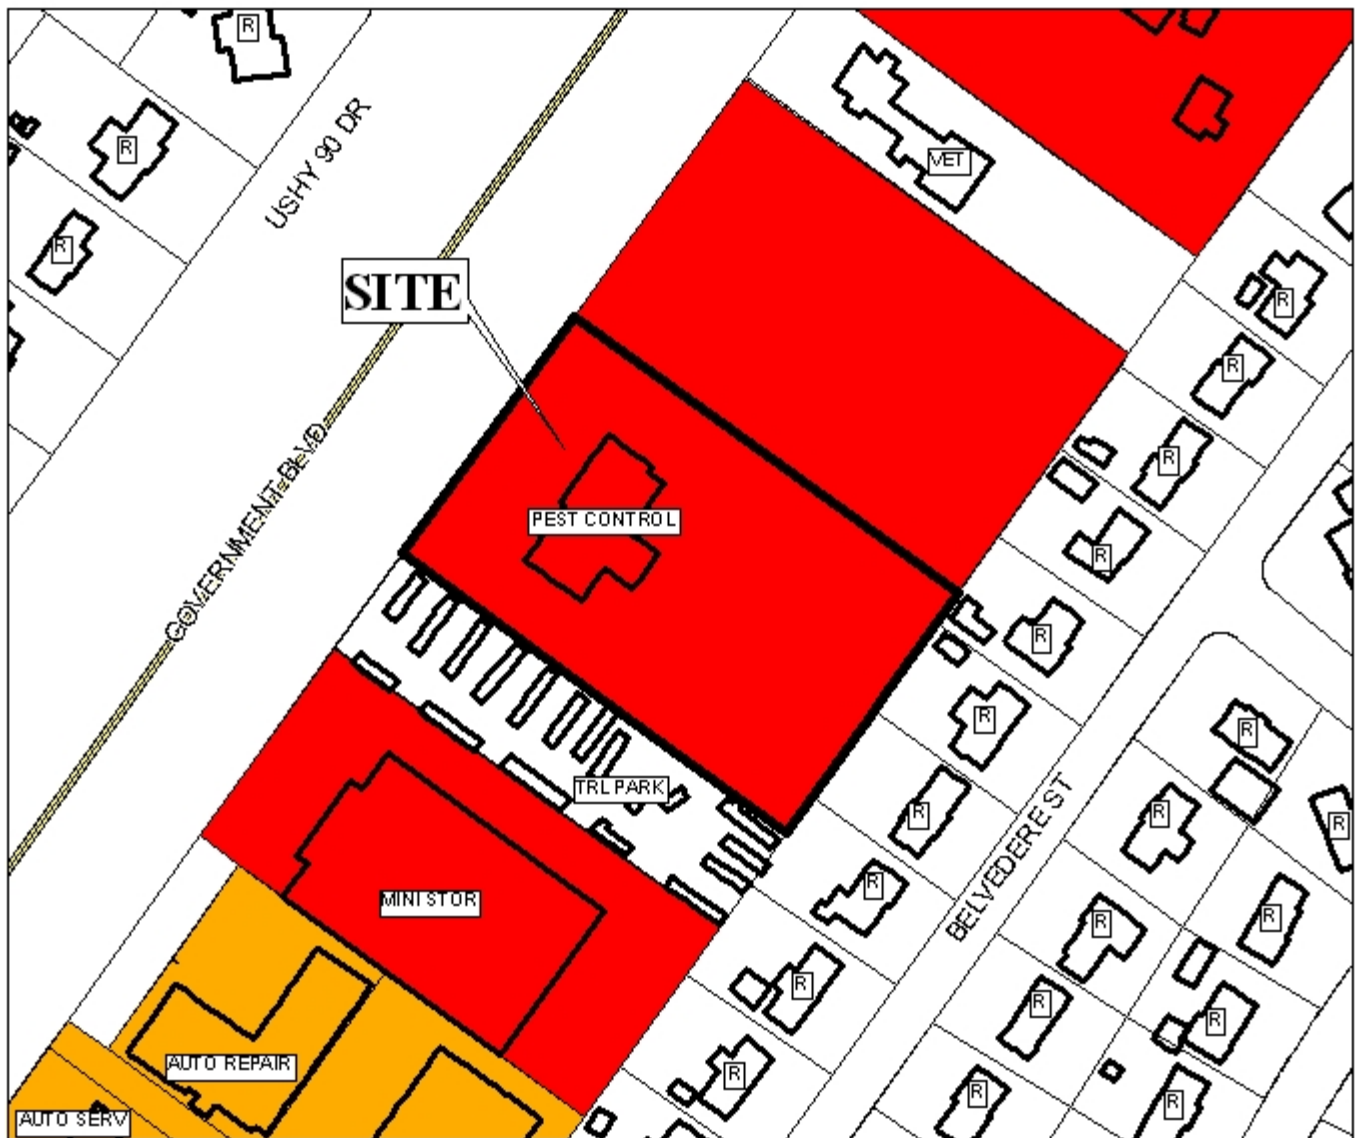 R
R
USHY 90 DR
VET
R
SITE
R
R
R
GOVERNMENT BLVD
PEST CONTROL
R
R
R
R
TRL PARK
R
R
BELVEDERE ST
R
R
R
MINI STOR
R
R
R
R
R
AUTO REPAIR
R
R
R
AUTO SERV